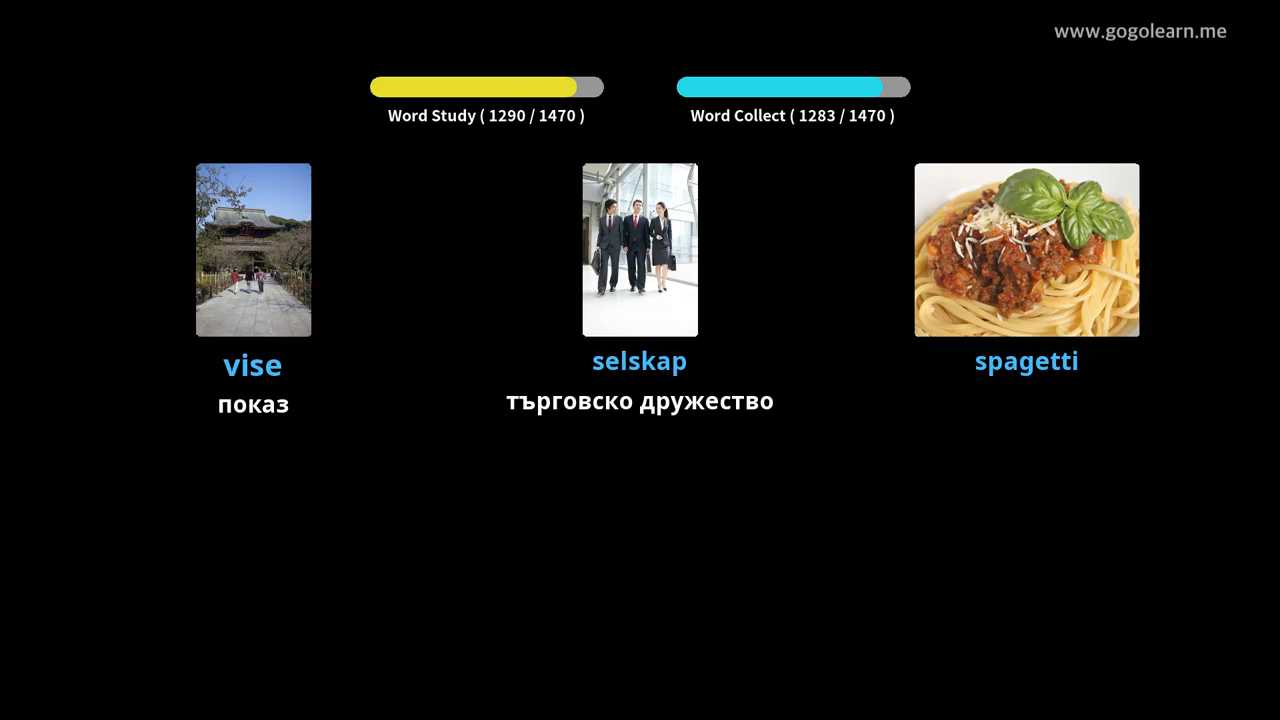 www.gogolearn.me
Word Study ( 1290 / 1470 )
Word Collect ( 1283 / 1470 )
vise
показ
selskap
търговско дружество
spagetti